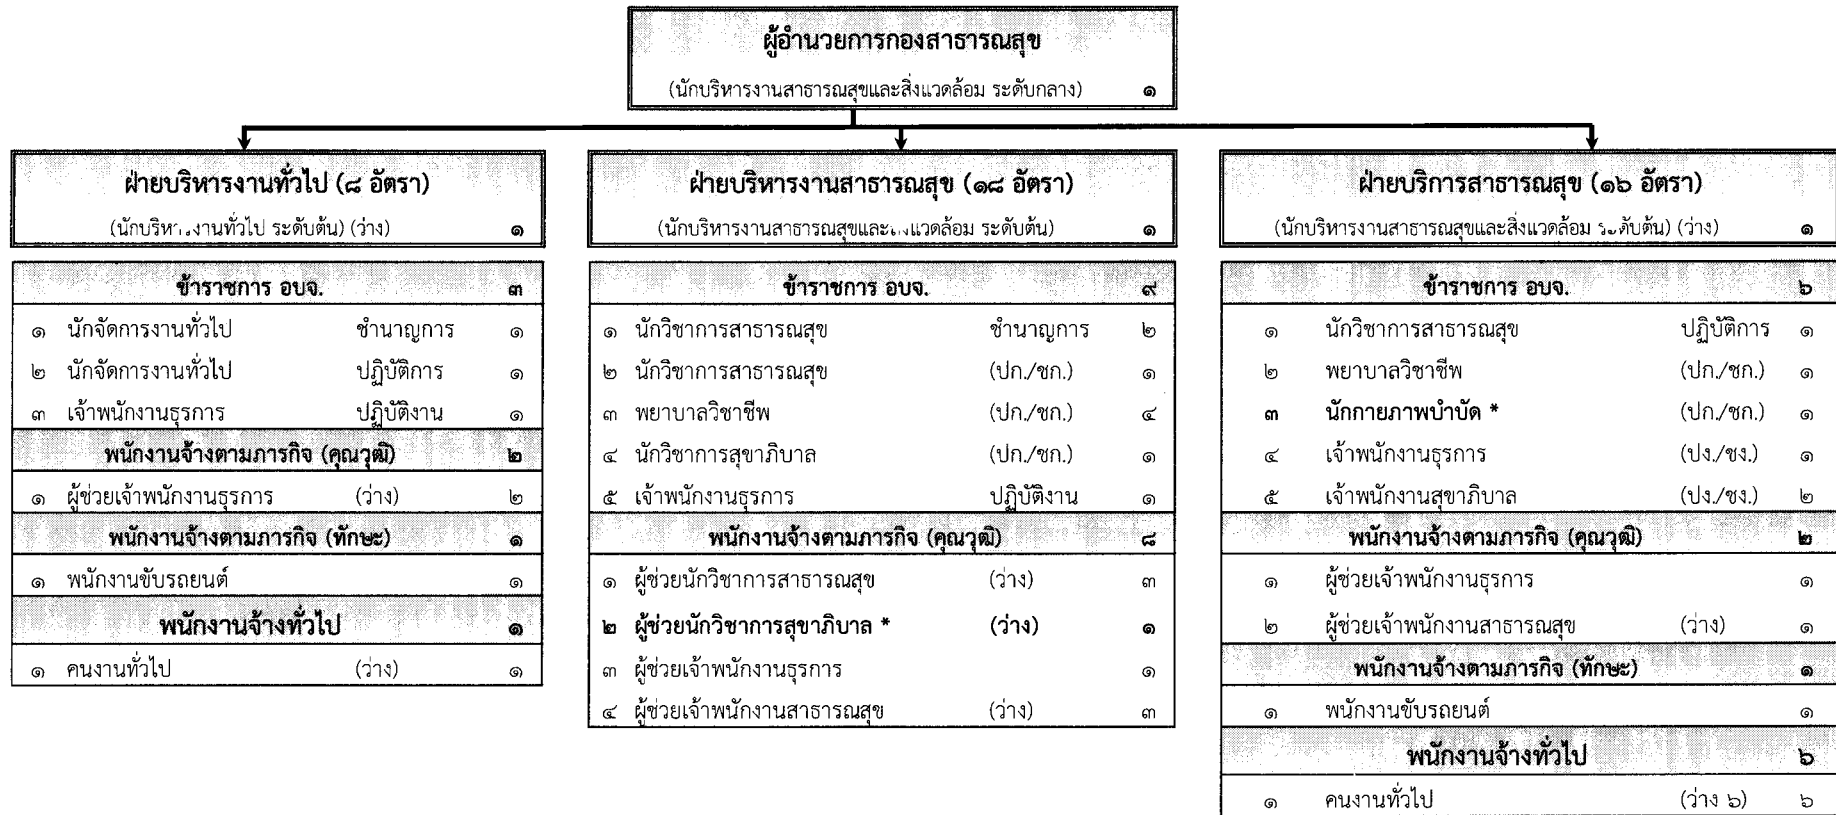 ผู้อำนวยการกองสาธารณสุข
(นักบริหารงานสาธารณสุขและสิ่งแวดล้อม ระดับกลาง) ๑
ฝ่ายบริหารงานทั่วไป (๘ อัตรา)
(นักบริหารงานทั่วไป ระดับต้น) (ว่าง) ๑
ข้าราชการ อบจ. ๓
๑ นักจัดการงานทั่วไป ชำนาญการ ๑
๒ นักจัดการงานทั่วไป ปฏิบัติการ ๑
๓ เจ้าพนักงานธุรการ ปฏิบัติงาน ๑
พนักงานจ้างตามภารกิจ (คุณวุฒิ) ๒
๑ ผู้ช่วยเจ้าพนักงานธุรการ (ว่าง) ๒
พนักงานจ้างตามภารกิจ (ทักษะ) ๑
๑ พนักงานขับรถยนต์ ๑
พนักงานจ้างทั่วไป ๑
๑ คนงานทั่วไป (ว่าง) ๑
ฝ่ายบริหารงานสาธารณสุข (๑๘ อัตรา)
(นักบริหารงานสาธารณสุขและสิ่งแวดล้อม ระดับต้น) ๑
ข้าราชการ อบจ. ๙
๑ นักวิชาการสาธารณสุข ชำนาญการ ๒
๒ นักวิชาการสาธารณสุข (ปก./ชก.) ๑
๓ พยาบาลวิชาชีพ (ปก./ชก.) ๔
๔ นักวิชาการสุขาภิบาล (ปก./ชก.) ๑
๕ เจ้าพนักงานธุรการ ปฏิบัติงาน ๑
พนักงานจ้างตามภารกิจ (คุณวุฒิ) ๘
๑ ผู้ช่วยนักวิชาการสาธารณสุข (ว่าง) ๓
๒ ผู้ช่วยนักวิชาการสุขาภิบาล * (ว่าง) ๑
๓ ผู้ช่วยเจ้าพนักงานธุรการ ๑
๔ ผู้ช่วยเจ้าพนักงานสาธารณสุข (ว่าง) ๓
ฝ่ายบริการสาธารณสุข (๑๖ อัตรา)
(นักบริหารงานสาธารณสุขและสิ่งแวดล้อม ระดับต้น) (ว่าง) ๑
ข้าราชการ อบจ. ๖
๑ นักวิชาการสาธารณสุข ปฏิบัติการ ๑
๒ พยาบาลวิชาชีพ (ปก./ชก.) ๑
๓ นักกายภาพบำบัด * (ปก./ชก.) ๑
๔ เจ้าพนักงานธุรการ (ปง./ชง.) ๑
๕ เจ้าพนักงานสุขาภิบาล (ปง./ชง.) ๒
พนักงานจ้างตามภารกิจ (คุณวุฒิ) ๒
๑ ผู้ช่วยเจ้าพนักงานธุรการ ๑
๒ ผู้ช่วยเจ้าพนักงานสาธารณสุข (ว่าง) ๑
พนักงานจ้างตามภารกิจ (ทักษะ) ๑
๑ พนักงานขับรถยนต์ ๑
พนักงานจ้างทั่วไป ๖
๑ คนงานทั่วไป (ว่าง ๖) ๖